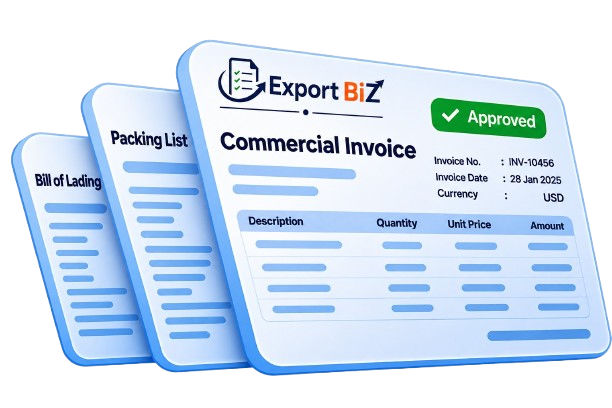 Bill of Lading
Packing List
Export BiZ
Approved
Commercial Invoice
Invoice No. : INV-10456
Invoice Date : 28 Jan 2025
Currency : USD
Description Quantity Unit Price Amount